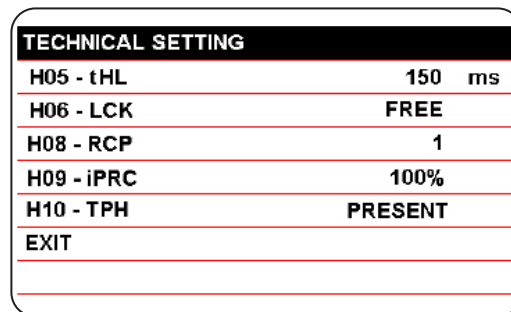 TECHNICAL SETTING
H05 - tHL 150 ms
H06 - LCK FREE
H08 - RCP 1
H09 - iPRC 100%
H10 - TPH PRESENT
EXIT